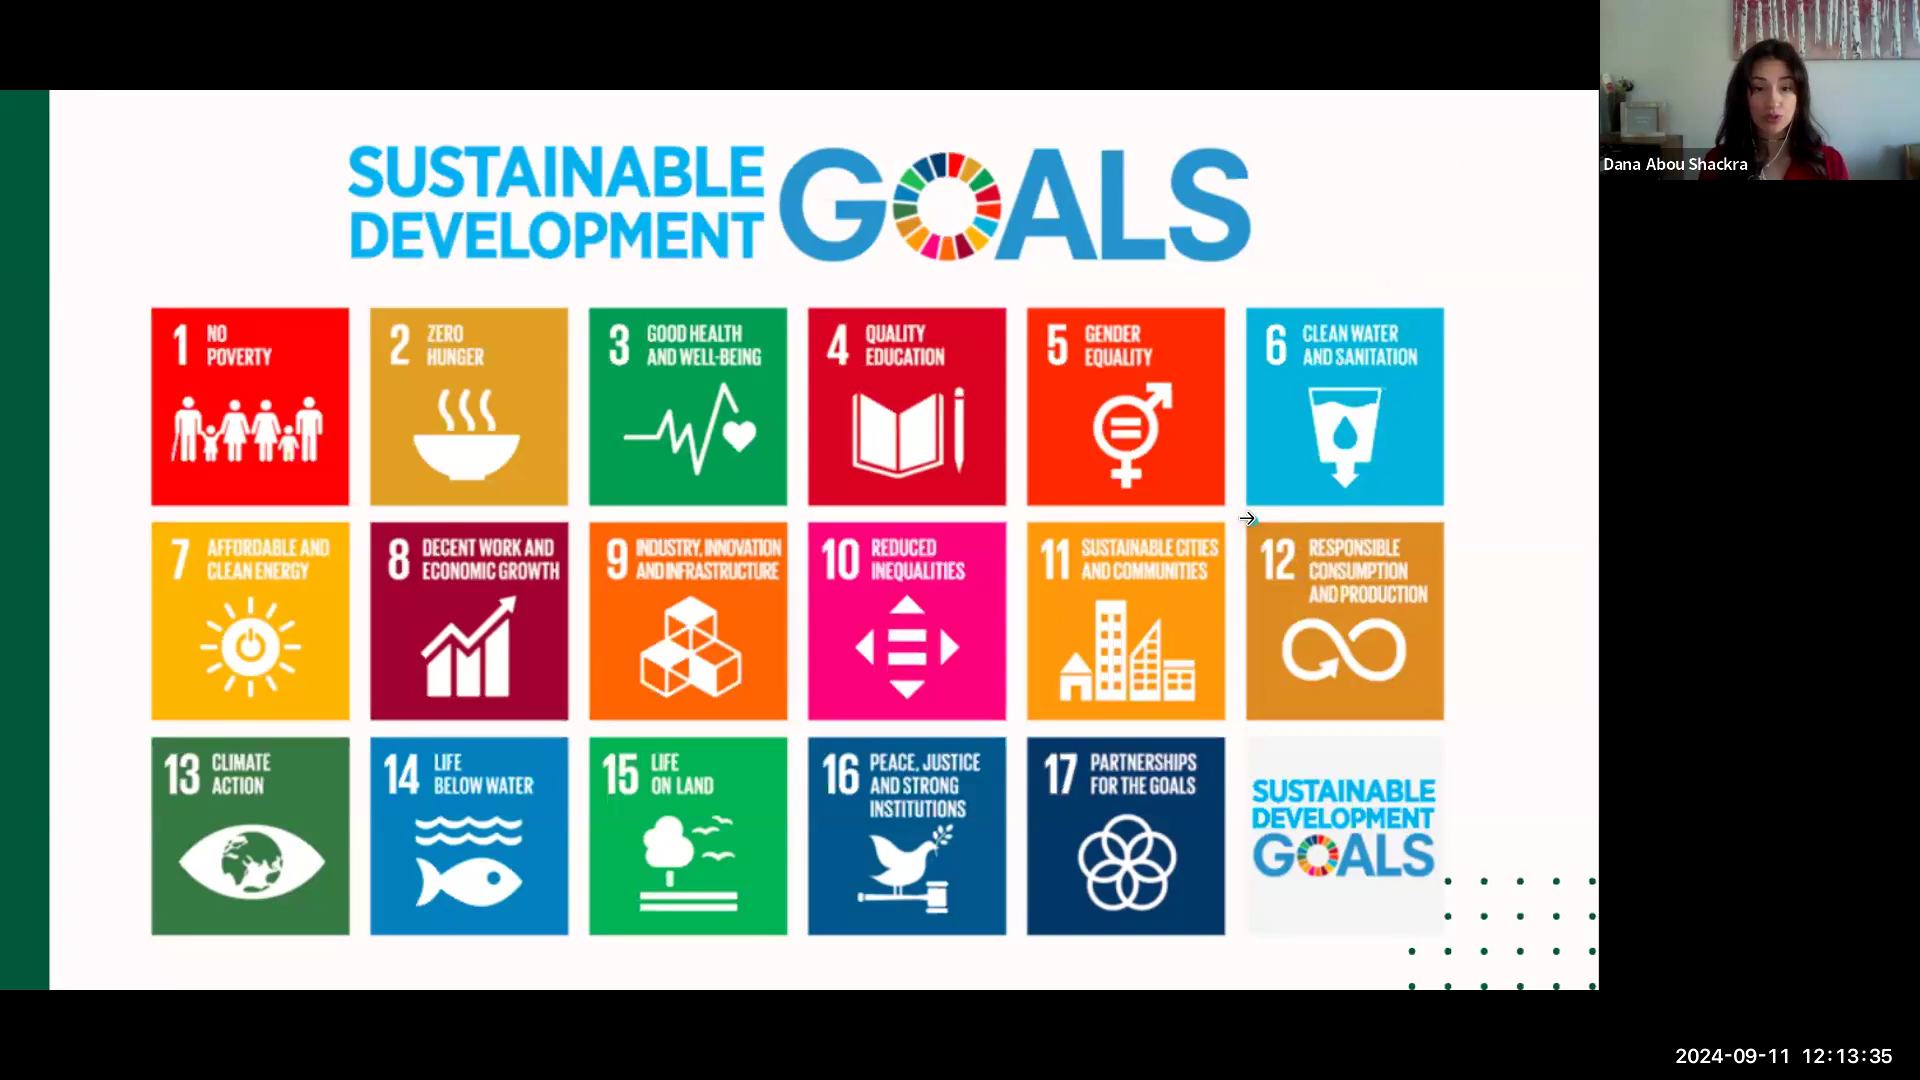 Dana Abou Shackra
SUSTAINABLE
DEVELOPMENT
GOALS
1 NO
POVERTY
2 ZERO
HUNGER
3 GOOD HEALTH
AND WELL-BEING
4 QUALITY
EDUCATION
5 GENDER
EQUALITY
6 CLEAN WATER
AND SANITATION
7 AFFORDABLE AND
CLEAN ENERGY
8 DECENT WORK AND
ECONOMIC GROWTH
9 INDUSTRY, INNOVATION
AND INFRASTRUCTURE
10 REDUCED
INEQUALITIES
11 SUSTAINABLE CITIES
AND COMMUNITIES
12 RESPONSIBLE
CONSUMPTION
AND PRODUCTION
13 CLIMATE
ACTION
14 LIFE
BELOW WATER
15 LIFE
ON LAND
16 PEACE, JUSTICE
AND STRONG
INSTITUTIONS
17 PARTNERSHIPS
FOR THE GOALS
SUSTAINABLE
DEVELOPMENT
GOALS
2024-09-11 12:13:35